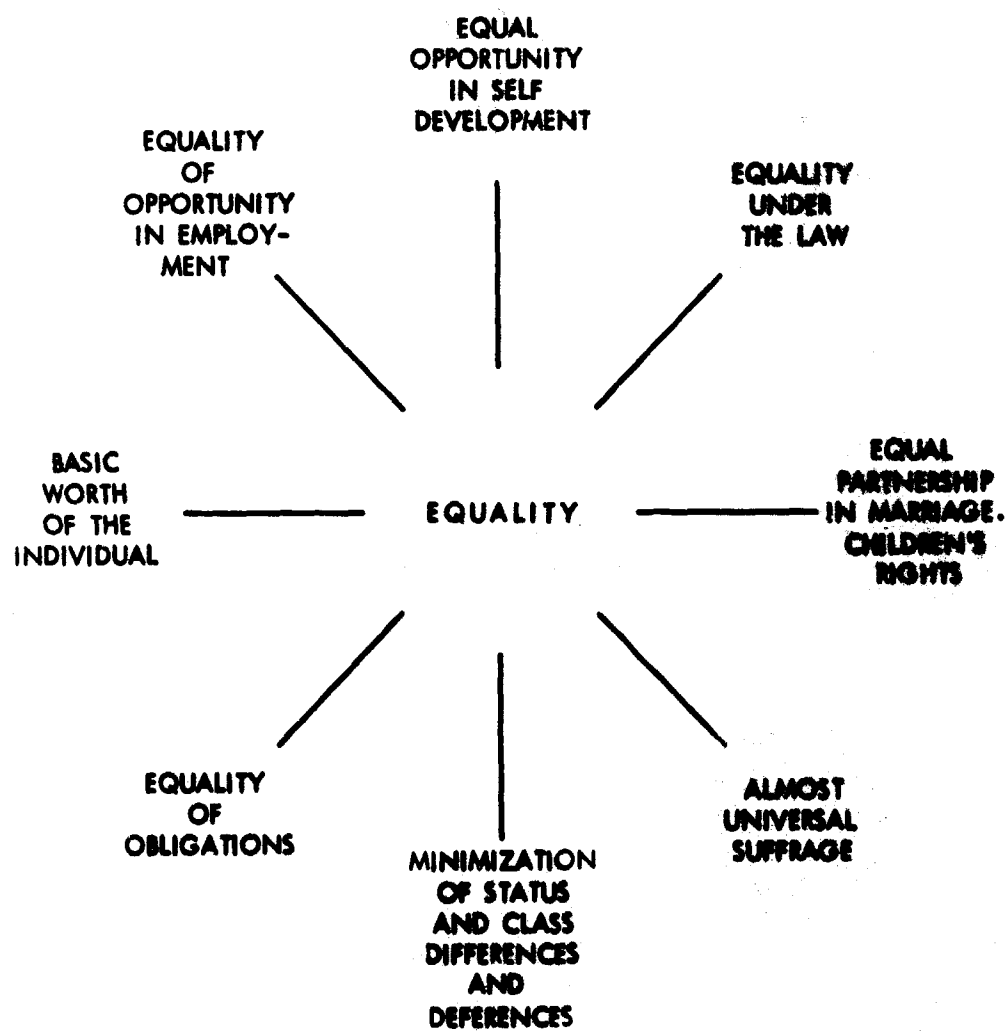 EQUAL
OPPORTUNITY
IN SELF
DEVELOPMENT
EQUALITY
OF
OPPORTUNITY
IN EMPLOY-
MENT
EQUALITY
UNDER
THE LAW
BASIC
WORTH
OF THE
INDIVIDUAL
EQUALITY
EQUAL
PARTNERSHIP
IN MARRIAGE.
CHILDREN'S
RIGHTS
EQUALITY
OF
OBLIGATIONS
MINIMIZATION
OF STATUS
AND CLASS
DIFFERENCES
AND
DEFERENCES
ALMOST
UNIVERSAL
SUFFRAGE